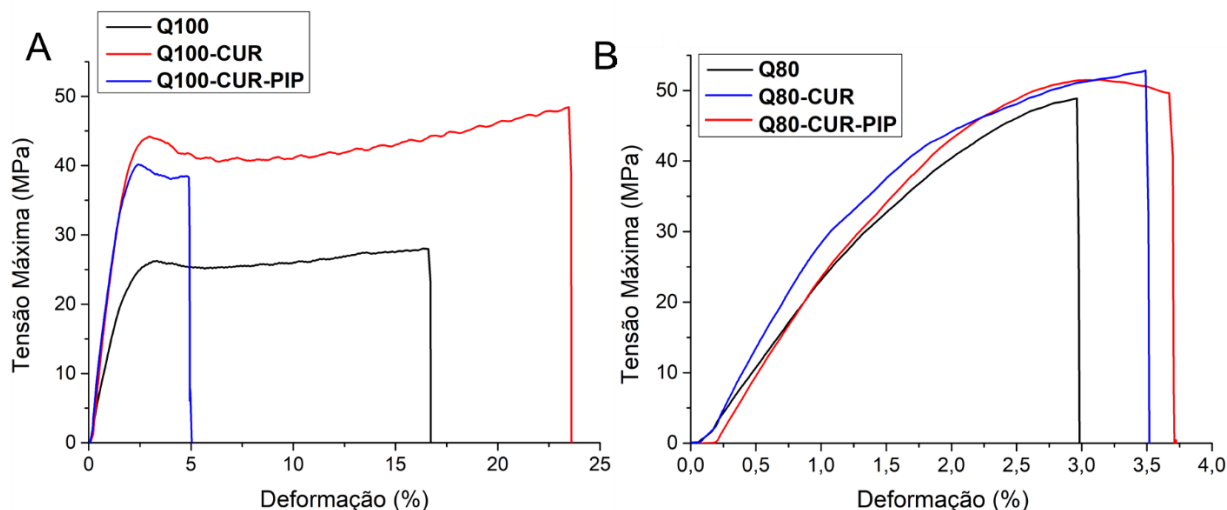 A
Q100
Q100-CUR
Q100-CUR-PIP
Tensão Máxima (MPa)
50
40
30
20
10
0
0 5 10 15 20 25
Deformação (%)
B
Q80
Q80-CUR
Q80-CUR-PIP
Tensão Máxima (MPa)
50
40
30
20
10
0
0,0 0,5 1,0 1,5 2,0 2,5 3,0 3,5 4,0
Deformação (%)